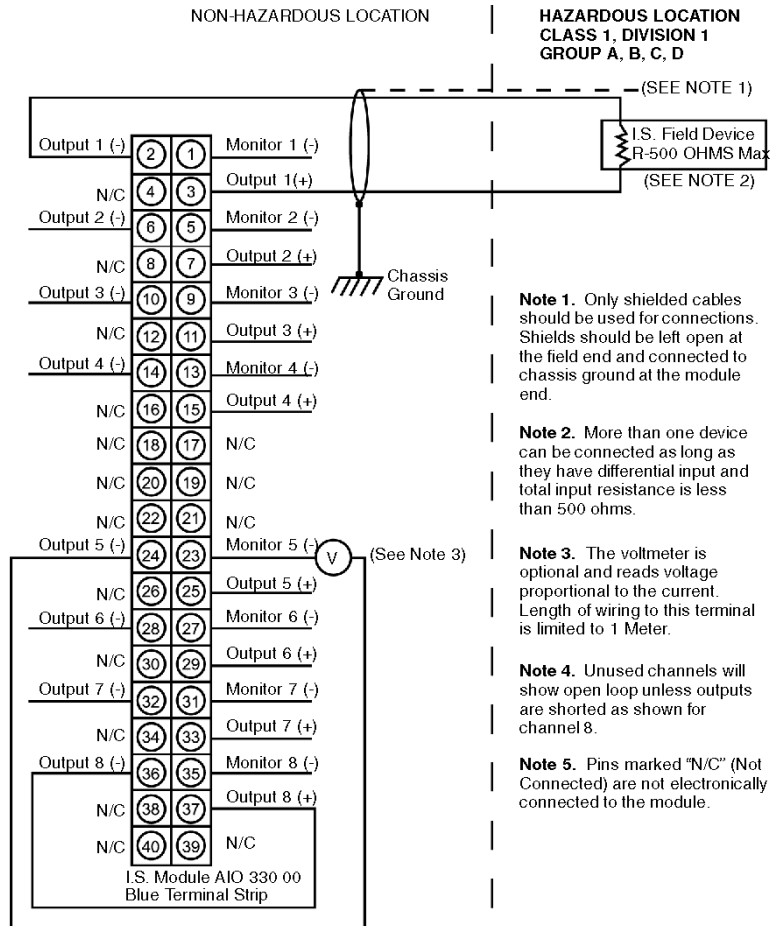 NON-HAZARDOUS LOCATION
HAZARDOUS LOCATION
CLASS 1, DIVISION 1
GROUP A, B, C, D
(SEE NOTE 1)
I.S. Field Device
R-500 OHMS Max
(SEE NOTE 2)
Output 1 (-) 2 1 Monitor 1 (-)
N/C 4 3 Output 1(+)
Output 2 (-) 6 5 Monitor 2 (-)
N/C 8 7 Output 2 (+)
Chassis
Ground
Output 3 (-) 10 9 Monitor 3 (-)
N/C 12 11 Output 3 (+)
Output 4 (-) 14 13 Monitor 4 (-)
N/C 16 15 Output 4 (+)
N/C 18 17 N/C
N/C 20 19 N/C
N/C 22 21 N/C
Output 5 (-) 24 23 Monitor 5 (-) V (See Note 3)
N/C 26 25 Output 5 (+)
Output 6 (-) 28 27 Monitor 6 (-)
N/C 30 29 Output 6 (+)
Output 7 (-) 32 31 Monitor 7 (-)
N/C 34 33 Output 7 (+)
Output 8 (-) 36 35 Monitor 8 (-)
N/C 38 37 Output 8 (+)
N/C 40 39 N/C
I.S. Module AIO 330 00
Blue Terminal Strip
Note 1. Only shielded cables
should be used for connections.
Shields should be left open at
the field end and connected to
chassis ground at the module
end.
Note 2. More than one device
can be connected as long as
they have differential input and
total input resistance is less
than 500 ohms.
Note 3. The voltmeter is
optional and reads voltage
proportional to the current.
Length of wiring to this terminal
is limited to 1 Meter.
Note 4. Unused channels will
show open loop unless outputs
are shorted as shown for
channel 8.
Note 5. Pins marked “N/C” (Not
Connected) are not electronically
connected to the module.